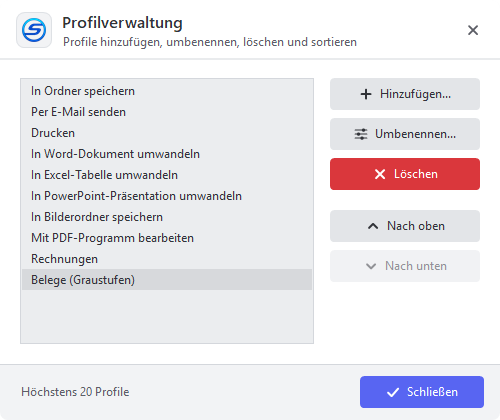 Profilverwaltung
Profile hinzufügen, umbenennen, löschen und sortieren
In Ordner speichern
Per E-Mail senden
Drucken
In Word-Dokument umwandeln
In Excel-Tabelle umwandeln
In PowerPoint-Präsentation umwandeln
In Bilderordner speichern
Mit PDF-Programm bearbeiten
Rechnungen
Belege (Graustufen)
Hinzufügen...
Umbenennen...
Löschen
Nach oben
Nach unten
Höchstens 20 Profile
Schließen